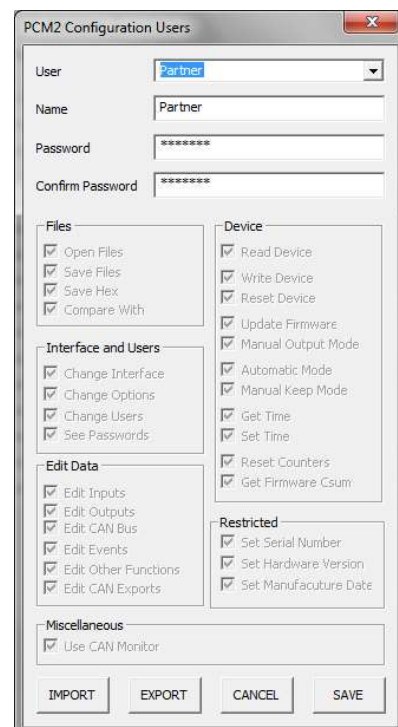 PCM2 Configuration Users
User
Partner
Name
Partner
Password
*******
Confirm Password
*******
Files
Open Files
Save Files
Save Hex
Compare With
Interface and Users
Change Interface
Change Options
Change Users
See Passwords
Edit Data
Edit Inputs
Edit Outputs
Edit CAN Bus
Edit Events
Edit Other Functions
Edit CAN Exports
Device
Read Device
Write Device
Reset Device
Update Firmware
Manual Output Mode
Automatic Mode
Manual Keep Mode
Get Time
Set Time
Reset Counters
Get Firmware Csum
Restricted
Set Serial Number
Set Hardware Version
Set Manufacuture Date
Miscellaneous
Use CAN Monitor
IMPORT
EXPORT
CANCEL
SAVE